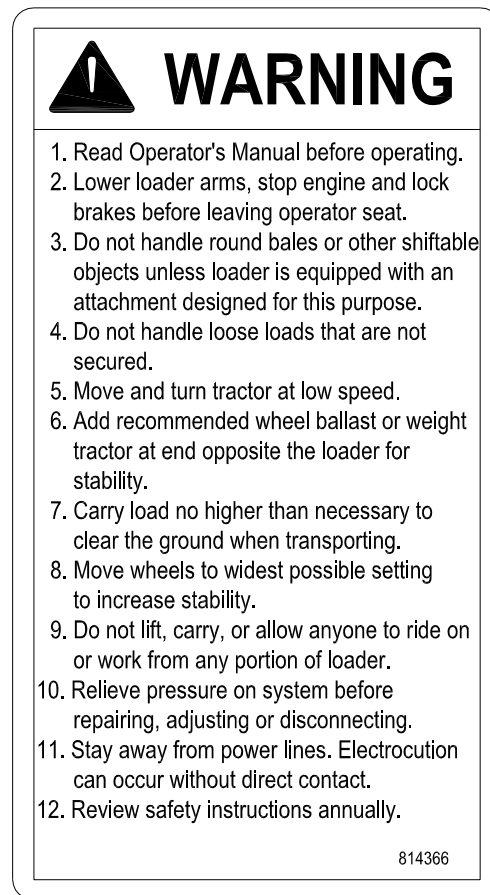 WARNING
1. Read Operator's Manual before operating.
2. Lower loader arms, stop engine and lock
brakes before leaving operator seat.
3. Do not handle round bales or other shiftable
objects unless loader is equipped with an
attachment designed for this purpose.
4. Do not handle loose loads that are not
secured.
5. Move and turn tractor at low speed.
6. Add recommended wheel ballast or weight
tractor at end opposite the loader for
stability.
7. Carry load no higher than necessary to
clear the ground when transporting.
8. Move wheels to widest possible setting
to increase stability.
9. Do not lift, carry, or allow anyone to ride on
or work from any portion of loader.
10. Relieve pressure on system before
repairing, adjusting or disconnecting.
11. Stay away from power lines. Electrocution
can occur without direct contact.
12. Review safety instructions annually.
814366